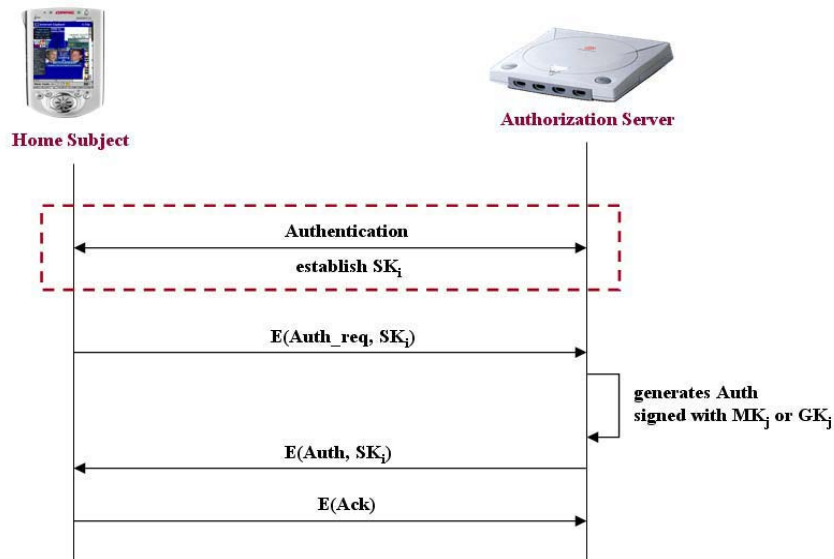 Home Subject
Authorization Server
Authentication
establish SKi
E(Auth_req, SKi)
generates Auth
signed with MKj or GKj
E(Auth, SKi)
E(Ack)